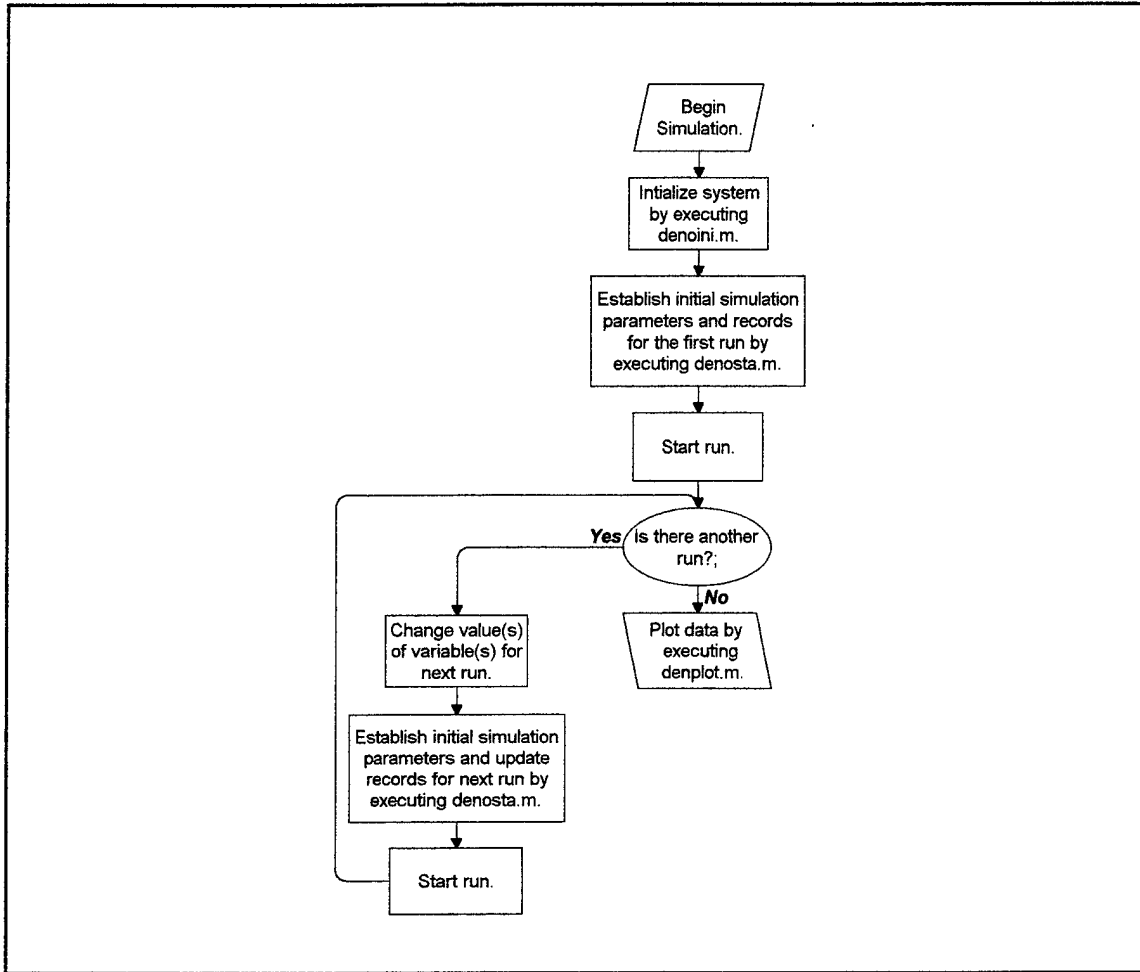 Begin
Simulation.
Intialize system
by executing
denoini.m.
Establish initial simulation
parameters and records
for the first run by
executing denosta.m.
Start run.
Is there another
run?;
Yes
No
Plot data by
executing
denplot.m.
Change value(s)
of variable(s) for
next run.
Establish initial simulation
parameters and update
records for next run by
executing denosta.m.
Start run.